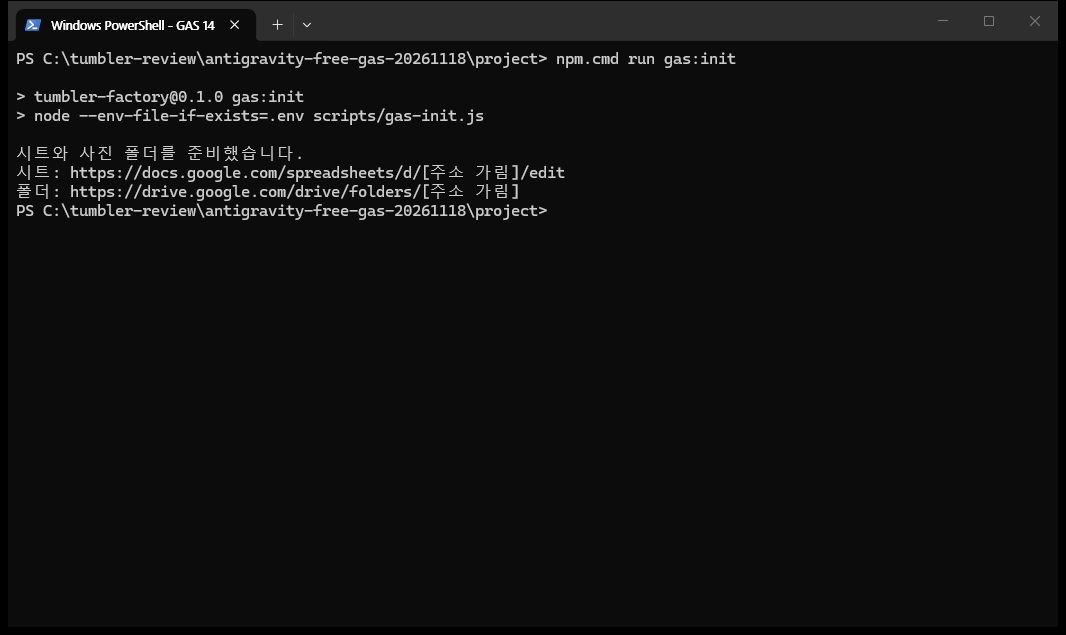 Windows PowerShell - GAS 14
PS C:\tumbler-review\antigravity-free-gas-20261118\project> npm.cmd run gas:init
> tumbler-factory@0.1.0 gas:init
> node --env-file-if-exists=.env scripts/gas-init.js
시트와 사진 폴더를 준비했습니다.
시트: https://docs.google.com/spreadsheets/d/[주소 가림]/edit
폴더: https://drive.google.com/drive/folders/[주소 가림]
PS C:\tumbler-review\antigravity-free-gas-20261118\project>